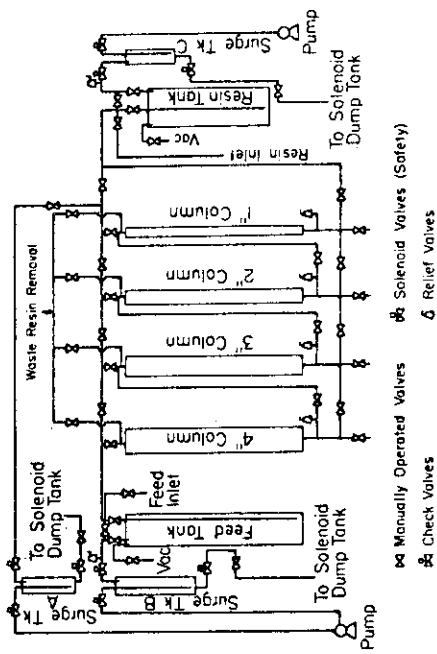 Surge Tk C
Pump
Resin Tank
Vac
To Solenoid
Dump Tank
Resin Inlet
Waste Resin Removal
1" Column
2" Column
3" Column
4" Column
To Solenoid
Dump Tank
Surge Tk
A
Feed
Inlet
Feed Tank
Vac
Surge Tk B
To Solenoid
Dump Tank
Pump
Manually Operated Valves
Solenoid Valves (Safety)
Check Valves
Relief Valves